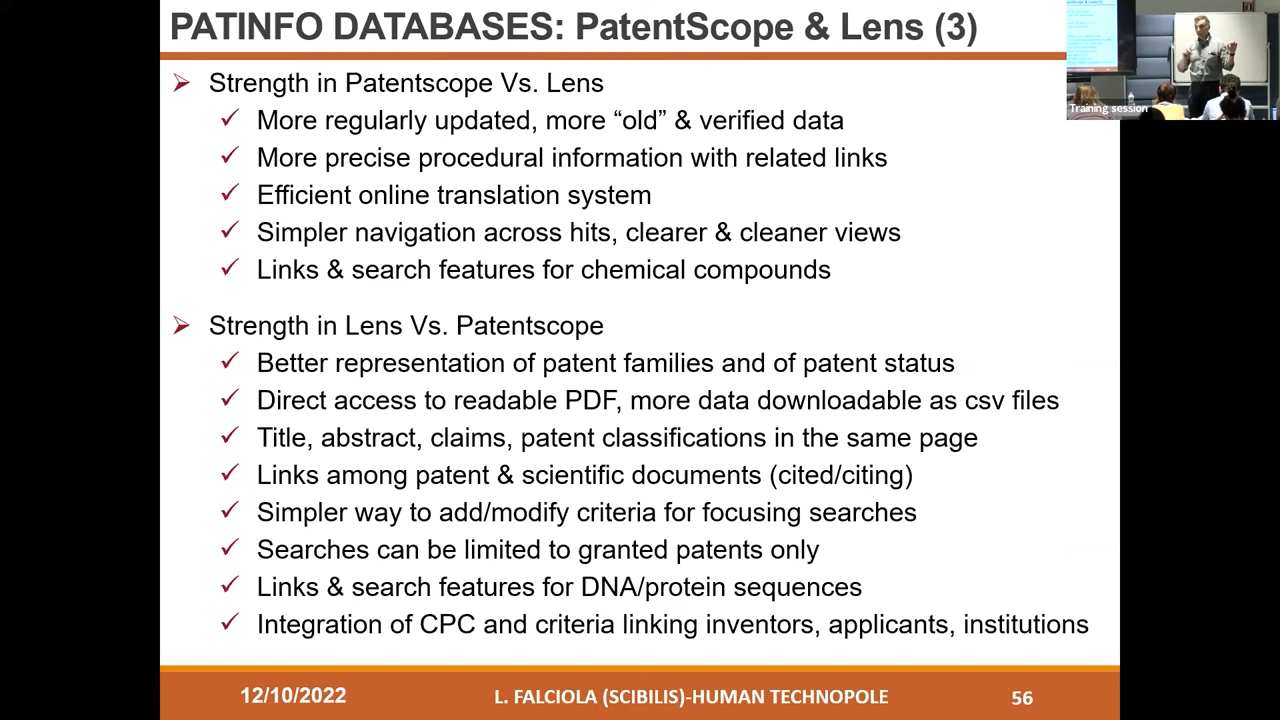 PATINFO DATABASES: PatentScope & Lens (3)
Strength in Patentscope Vs. Lens
More regularly updated, more “old” & verified data
More precise procedural information with related links
Efficient online translation system
Simpler navigation across hits, clearer & cleaner views
Links & search features for chemical compounds
Strength in Lens Vs. Patentscope
Better representation of patent families and of patent status
Direct access to readable PDF, more data downloadable as csv files
Title, abstract, claims, patent classifications in the same page
Links among patent & scientific documents (cited/citing)
Simpler way to add/modify criteria for focusing searches
Searches can be limited to granted patents only
Links & search features for DNA/protein sequences
Integration of CPC and criteria linking inventors, applicants, institutions
12/10/2022
L. FALCIOLA (SCIBILIS)-HUMAN TECHNOPOLE
56
Training session